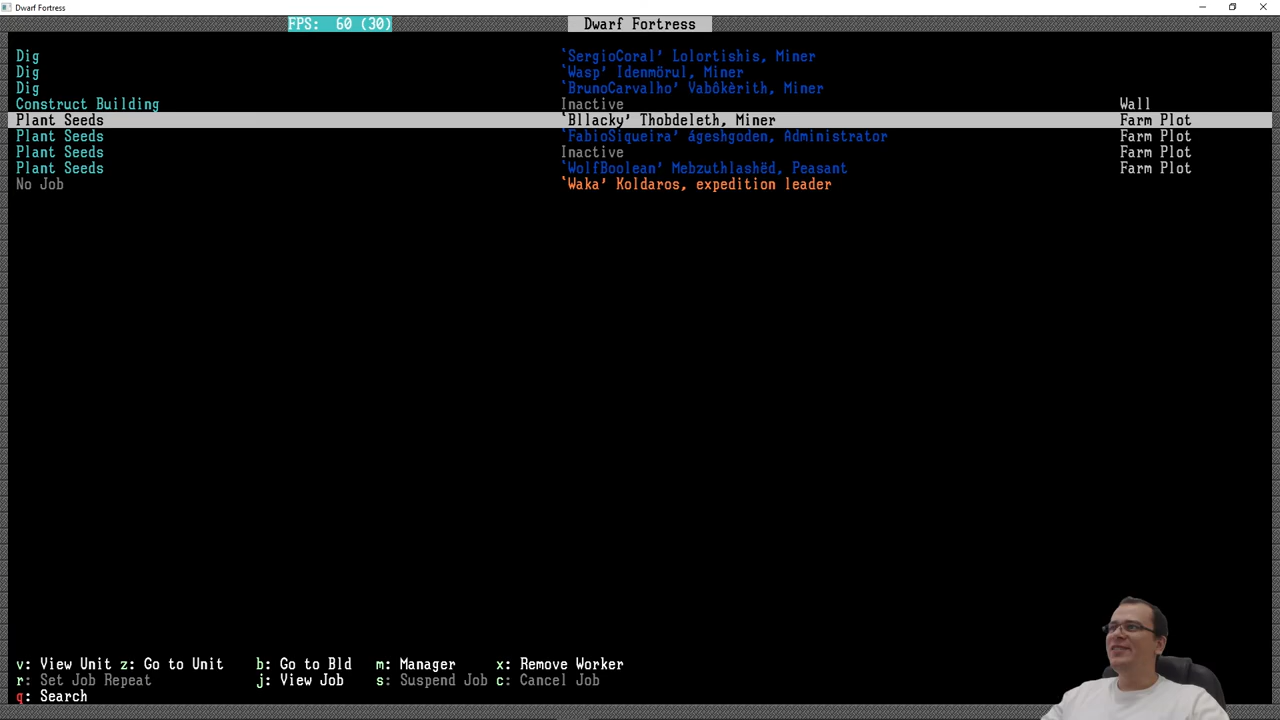 Dwarf Fortress
FPS: 60 (30) Dwarf Fortress
Dig `SergioCoral' Lolortishis, Miner
Dig `Wasp' Idenmörul, Miner
Dig `BrunoCarvalho' Vabôkèrith, Miner
Construct Building Inactive Wall
Plant Seeds `Bllacky' Thobdeleth, Miner Farm Plot
Plant Seeds `FabioSiqueira' ágeshgoden, Administrator Farm Plot
Plant Seeds Inactive Farm Plot
Plant Seeds `WolfBoolean' Mebzuthlashëd, Peasant Farm Plot
No Job `Waka' Koldaros, expedition leader
v: View Unit z: Go to Unit b: Go to Bld m: Manager x: Remove Worker
r: Set Job Repeat j: View Job s: Suspend Job c: Cancel Job
q: Search